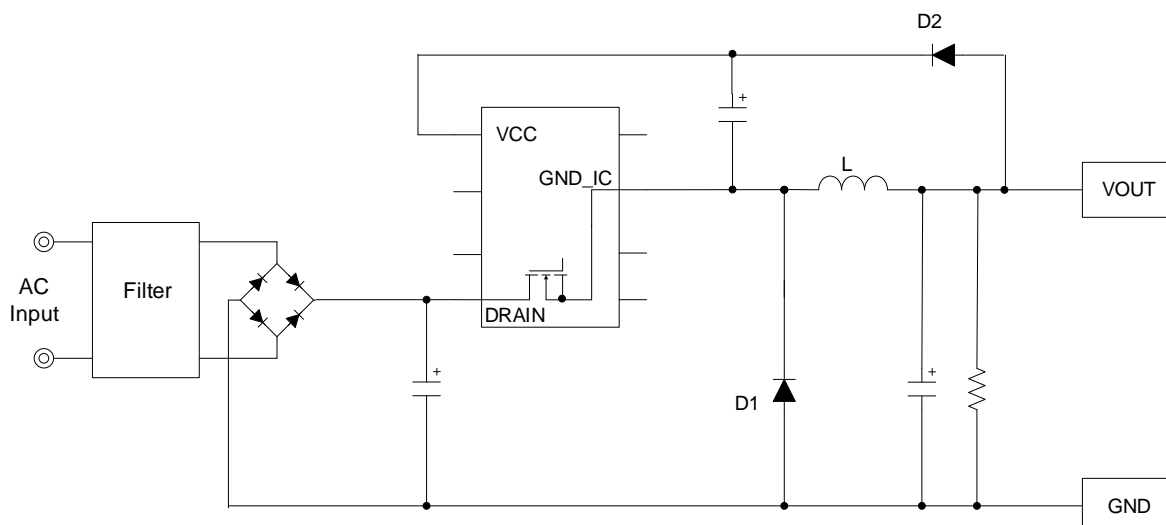 D2
VCC
GND_IC
L
VOUT
AC
Input
Filter
DRAIN
D1
GND
+
+
+